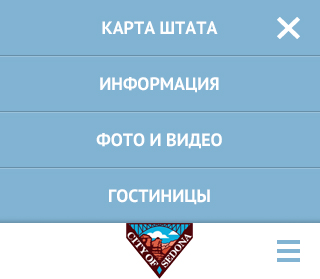 КАРТА ШТАТА
ИНФОРМАЦИЯ
ФОТО И ВИДЕО
ГОСТИНИЦЫ
CITY OF SEDONA